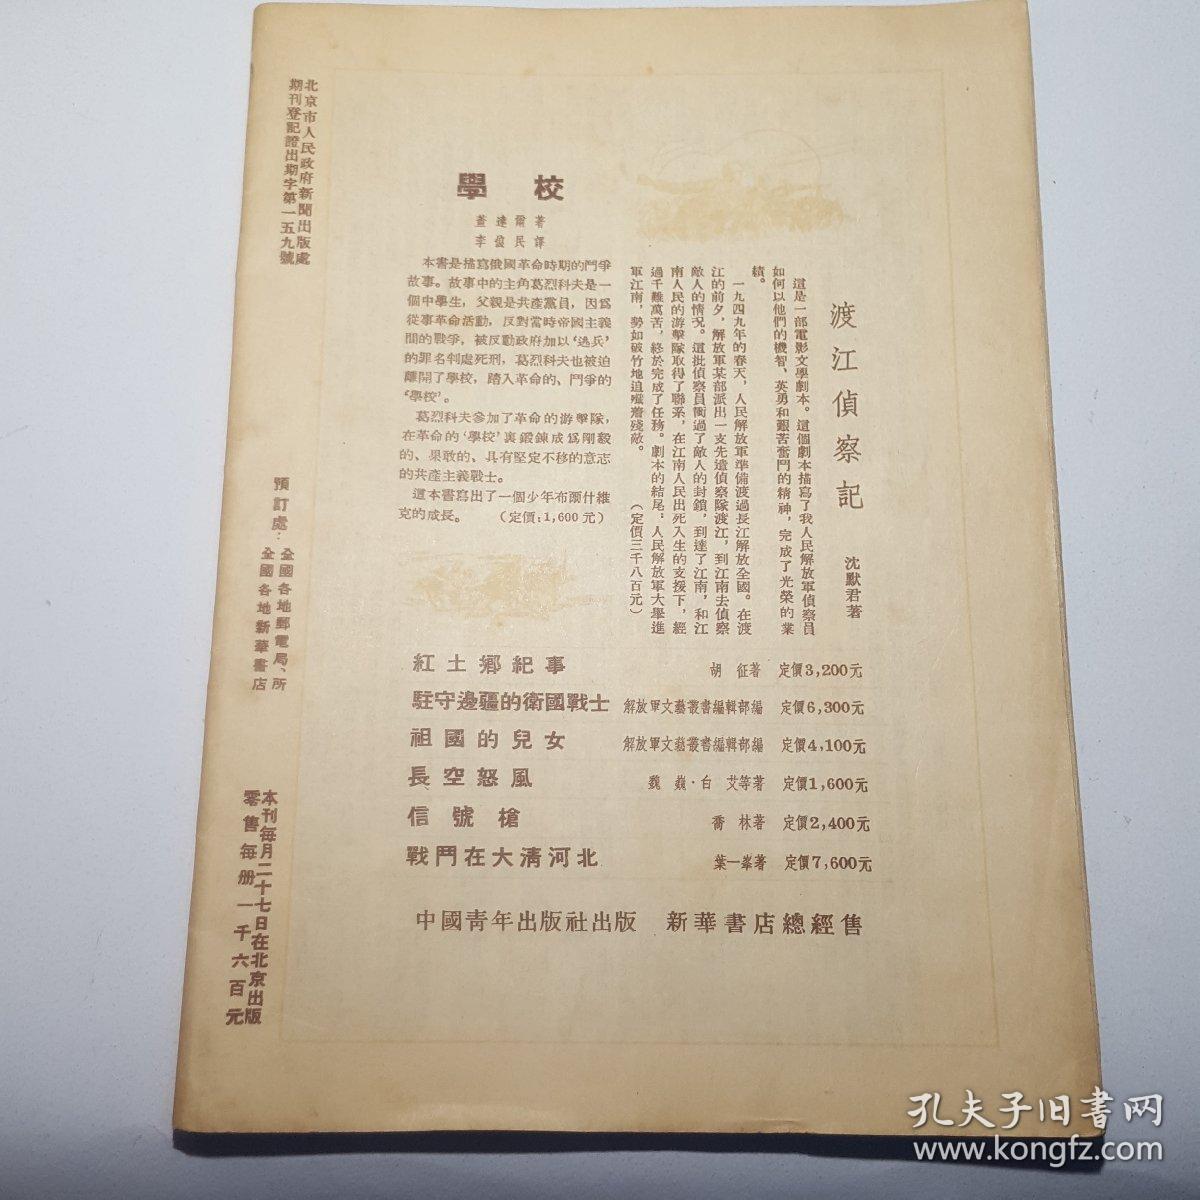 北京市人民政府新聞出版處
期刊登記證出期字第一五九號
預訂處：全國各地郵電局、所
全國各地新華書店
本刊每月二十七日在北京出版
零售每册一千六百元
學校
蓋達爾著
李俍民譯
本書是描寫俄國革命時期的鬥爭
故事。故事中的主角葛烈科夫是一
個中學生，父親是共產黨員，因爲
從事革命活動，反對當時帝國主義
間的戰爭，被反動政府加以‘逃兵’
的罪名判處死刑，葛烈科夫也被迫
離開了學校，踏入革命的、鬥爭的
‘學校’。
葛烈科夫參加了革命的游擊隊，
在革命的‘學校’裏鍛鍊成爲剛毅
的、果敢的、具有堅定不移的意志
的共產主義戰士。
這本書寫出了一個少年布爾什維
克的成長。 （定價：1,600元）
渡江偵察記
沈默君著
這是一部電影文學劇本。這個劇本描寫了我人民解放軍偵察員
如何以他們的機智、英勇和艱苦奮鬥的精神，完成了光榮的業
績。
一九四九年的春天，人民解放軍準備渡過長江解放全國。在渡
江的前夕，解放軍某部派出一支先遣偵察隊渡江，到江南去偵察
敵人的情況。這批偵察員衝過了敵人的封鎖，到達了江南，和江
南人民的游擊隊取得了聯系，在江南人民出死入生的支援下，經
過千難萬苦，終於完成了任務。劇本的結尾：人民解放軍大舉進
軍江南，勢如破竹地追殲着殘敵。 （定價三千八百元）
紅土鄉紀事 胡征著 定價3,200元
駐守邊疆的衛國戰士 解放軍文藝叢書編輯部編 定價6,300元
祖國的兒女 解放軍文藝叢書編輯部編 定價4,100元
長空怒風 魏巍·白艾等著 定價1,600元
信號槍 喬林著 定價2,400元
戰鬥在大淸河北 葉一峯著 定價7,600元
中國靑年出版社出版 新華書店總經售
孔夫子旧书网
www.kongfz.com